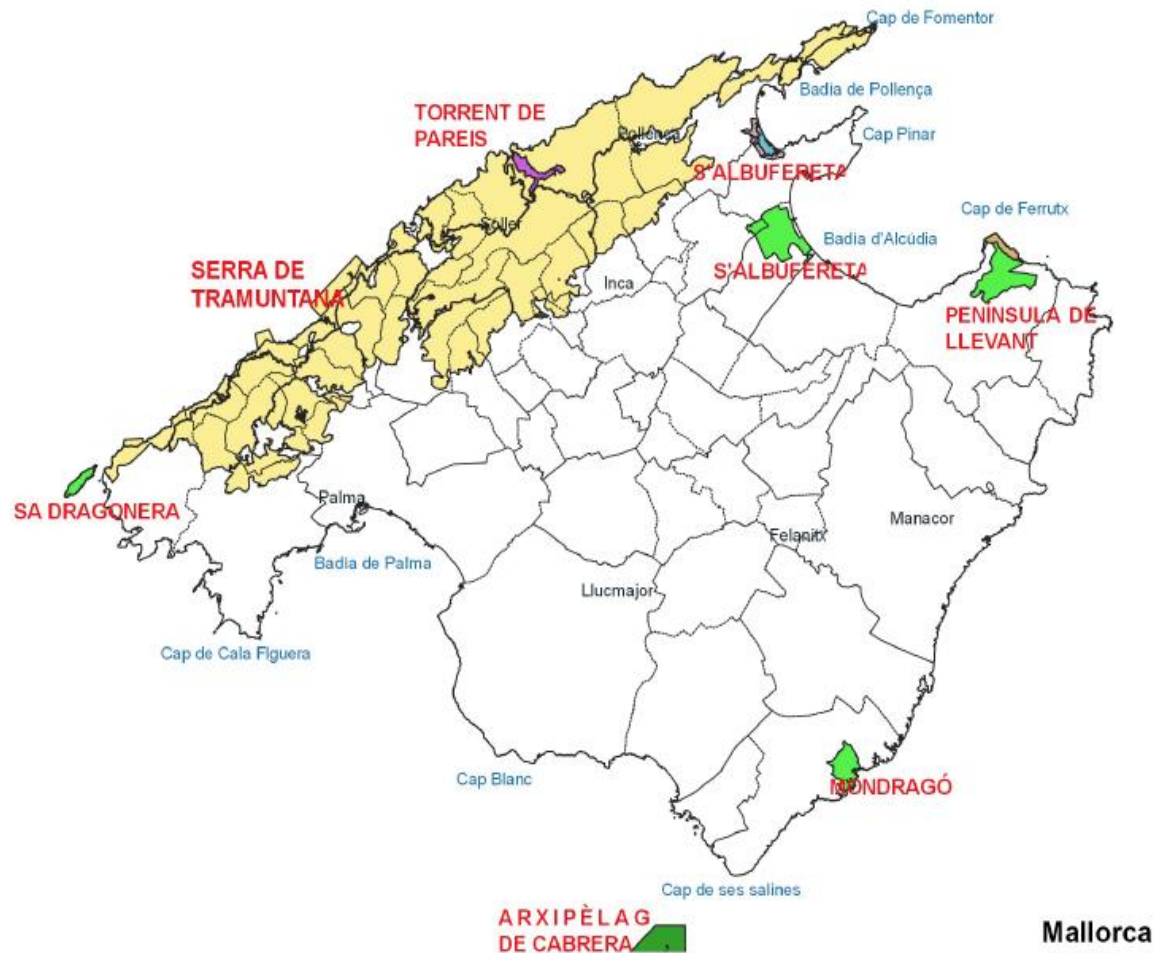 Cap de Fomentor
Badia de Pollença
TORRENT DE
PAREIS
Cap Pinar
Pollença
S'ALBUFERETA
Cap de Ferrutx
Sóller
Badia d'Alcúdia
SERRA DE
TRAMUNTANA
S'ALBUFERETA
Inca
PENÍNSULA DE
LLEVANT
SA DRAGONERA
Palma
Manacor
Felanitx
Badia de Palma
Llucmajor
Cap de Cala FIguera
Cap Blanc
MONDRAGÓ
Cap de ses salines
ARXIPÈLAG
DE CABRERA
Mallorca